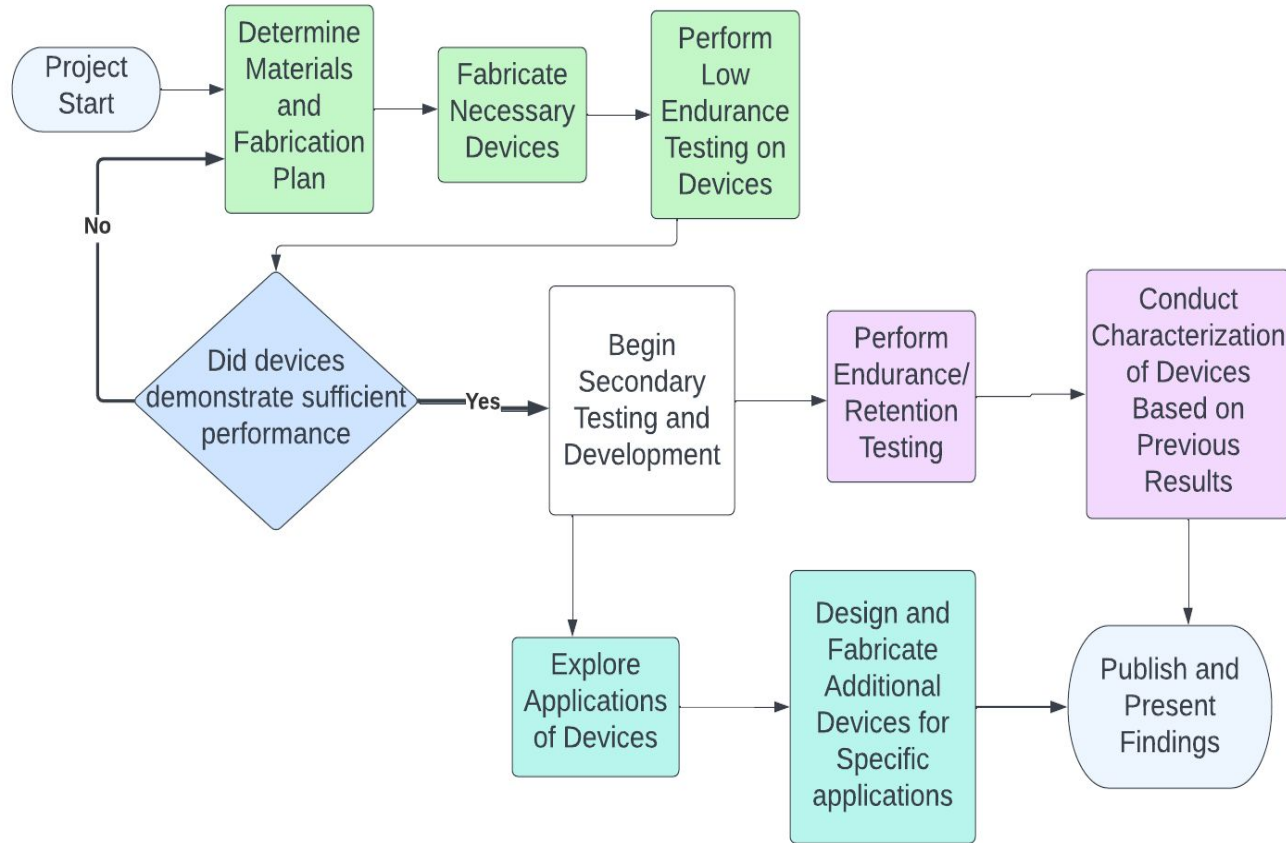 Project
Start
Determine
Materials
and
Fabrication
Plan
Fabricate
Necessary
Devices
Perform
Low
Endurance
Testing on
Devices
No
Did devices
demonstrate sufficient
performance
Yes
Begin
Secondary
Testing and
Development
Perform
Endurance/
Retention
Testing
Conduct
Characterization
of Devices
Based on
Previous
Results
Explore
Applications
of Devices
Design and
Fabricate
Additional
Devices for
Specific
applications
Publish and
Present
Findings